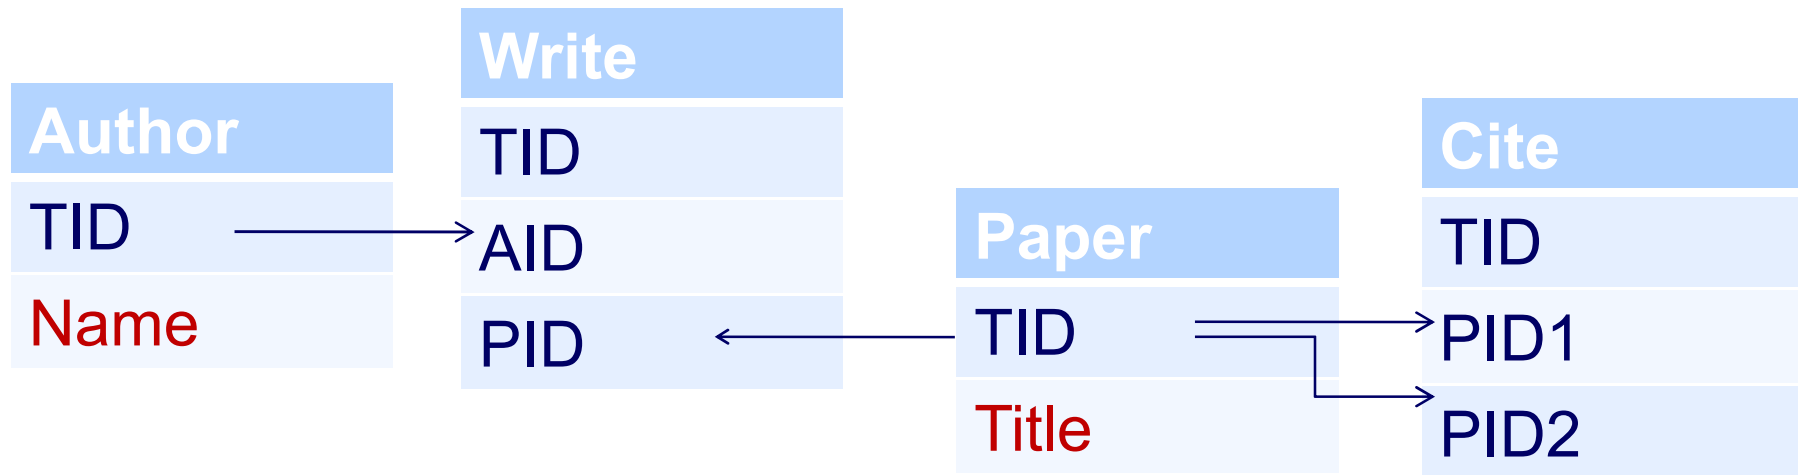 Author
TID
Name
Write
TID
AID
PID
Paper
TID
Title
Cite
TID
PID1
PID2